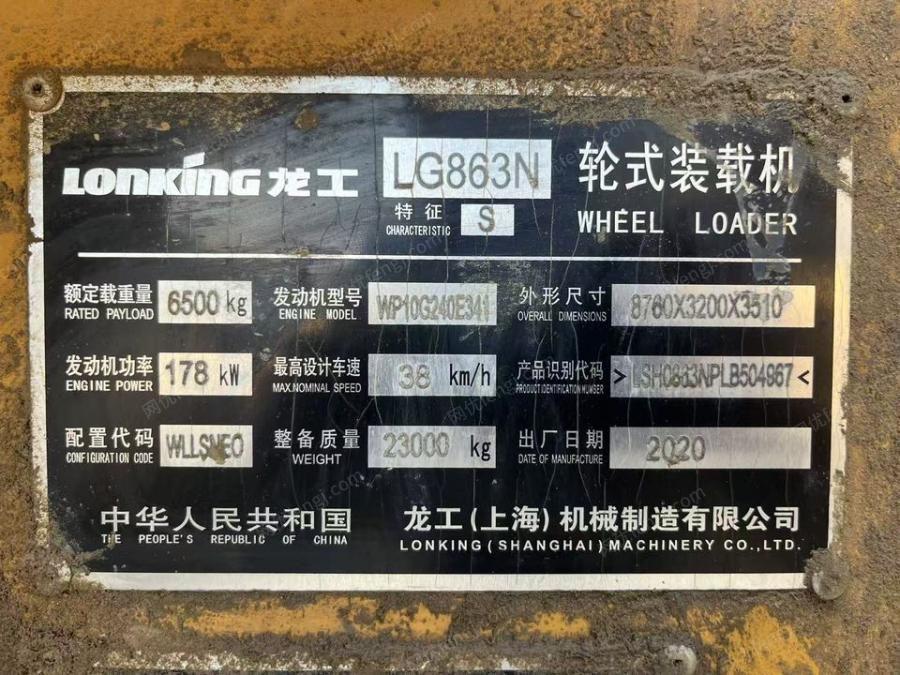 LONKING 龙工 LG863N 轮式装载机
特征 S WHEEL LOADER
CHARACTERISTIC
额定载重量 6500 kg 发动机型号 WP10G240E341 外形尺寸 8760X3200X3510
RATED PAYLOAD ENGINE MODEL OVERALL DIMENSIONS
发动机功率 178 kW 最高设计车速 38 km/h 产品识别代码 >LSH0863NPLB504867<
ENGINE POWER MAX.NOMINAL SPEED PRODUCT IDENTIFICATION NUMBER
配置代码 WLLSNEO 整备质量 23000 kg 出厂日期 2020
CONFIGURATION CODE WEIGHT DATE OF MANUFACTURE
中华人民共和国 龙工(上海)机械制造有限公司
THE PEOPLE'S REPUBLIC OF CHINA LONKING(SHANGHAI)MACHINERY CO.,LTD.